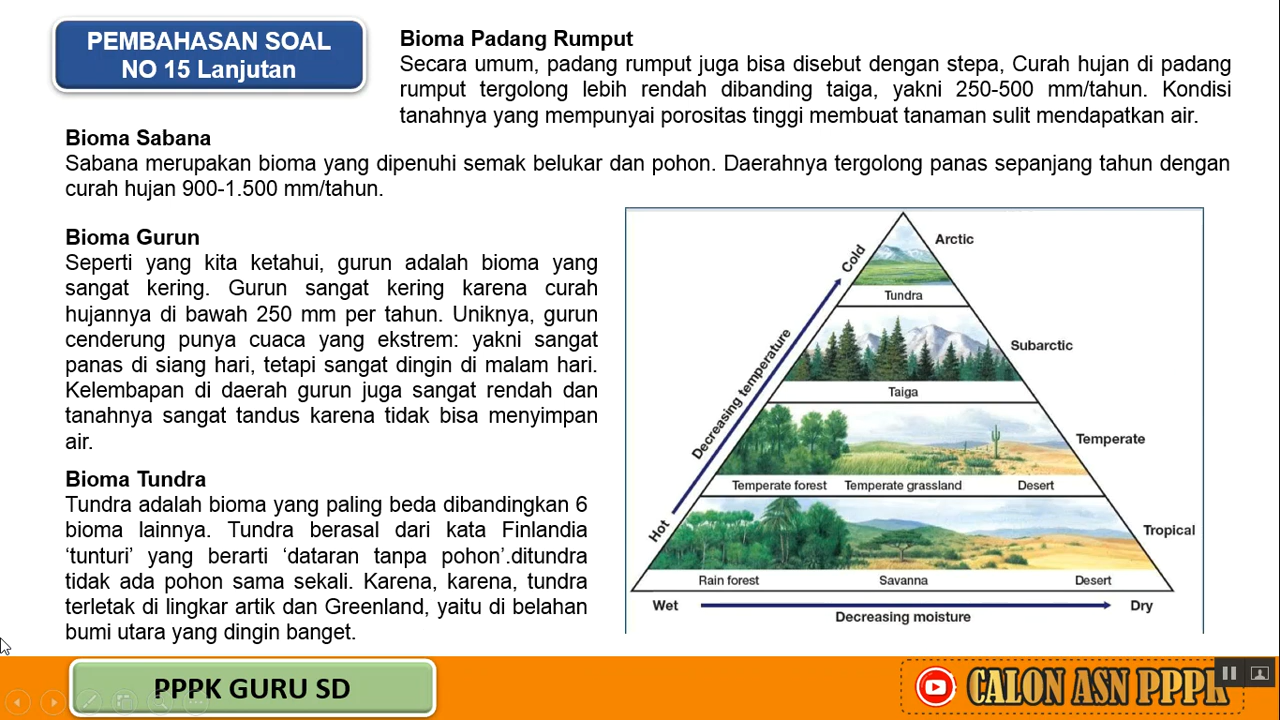 PEMBAHASAN SOAL
NO 15 Lanjutan
Bioma Padang Rumput
Secara umum, padang rumput juga bisa disebut dengan stepa, Curah hujan di padang
rumput tergolong lebih rendah dibanding taiga, yakni 250-500 mm/tahun. Kondisi
tanahnya yang mempunyai porositas tinggi membuat tanaman sulit mendapatkan air.
Bioma Sabana
Sabana merupakan bioma yang dipenuhi semak belukar dan pohon. Daerahnya tergolong panas sepanjang tahun dengan
curah hujan 900-1.500 mm/tahun.
Bioma Gurun
Seperti yang kita ketahui, gurun adalah bioma yang
sangat kering. Gurun sangat kering karena curah
hujannya di bawah 250 mm per tahun. Uniknya, gurun
cenderung punya cuaca yang ekstrem: yakni sangat
panas di siang hari, tetapi sangat dingin di malam hari.
Kelembapan di daerah gurun juga sangat rendah dan
tanahnya sangat tandus karena tidak bisa menyimpan
air.
Bioma Tundra
Tundra adalah bioma yang paling beda dibandingkan 6
bioma lainnya. Tundra berasal dari kata Finlandia
‘tunturi’ yang berarti ‘dataran tanpa pohon’.ditundra
tidak ada pohon sama sekali. Karena, karena, tundra
terletak di lingkar artik dan Greenland, yaitu di belahan
bumi utara yang dingin banget.
Cold
Arctic
Tundra
Decreasing temperature
Subarctic
Taiga
Temperate
Temperate forest Temperate grassland Desert
Hot
Tropical
Rain forest Savanna Desert
Wet Dry
Decreasing moisture
PPPK GURU SD
CALON ASN PPPK